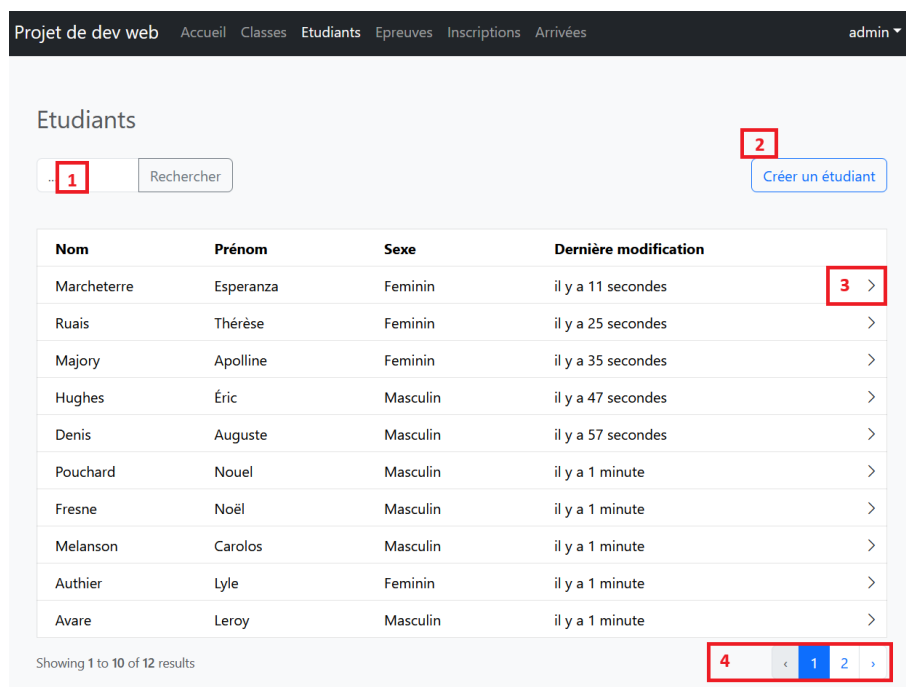 Projet de dev web Accueil Classes Etudiants Epreuves Inscriptions Arrivées admin
Etudiants
2
.. 1 Rechercher Créer un étudiant
Nom Prénom Sexe Dernière modification
Marcheterre Esperanza Feminin il y a 11 secondes 3 >
Ruais Thérèse Feminin il y a 25 secondes >
Majory Apolline Feminin il y a 35 secondes >
Hughes Éric Masculin il y a 47 secondes >
Denis Auguste Masculin il y a 57 secondes >
Pouchard Nouel Masculin il y a 1 minute >
Fresne Noël Masculin il y a 1 minute >
Melanson Carolos Masculin il y a 1 minute >
Authier Lyle Feminin il y a 1 minute >
Avare Leroy Masculin il y a 1 minute >
Showing 1 to 10 of 12 results 4 ‹ 1 2 ›